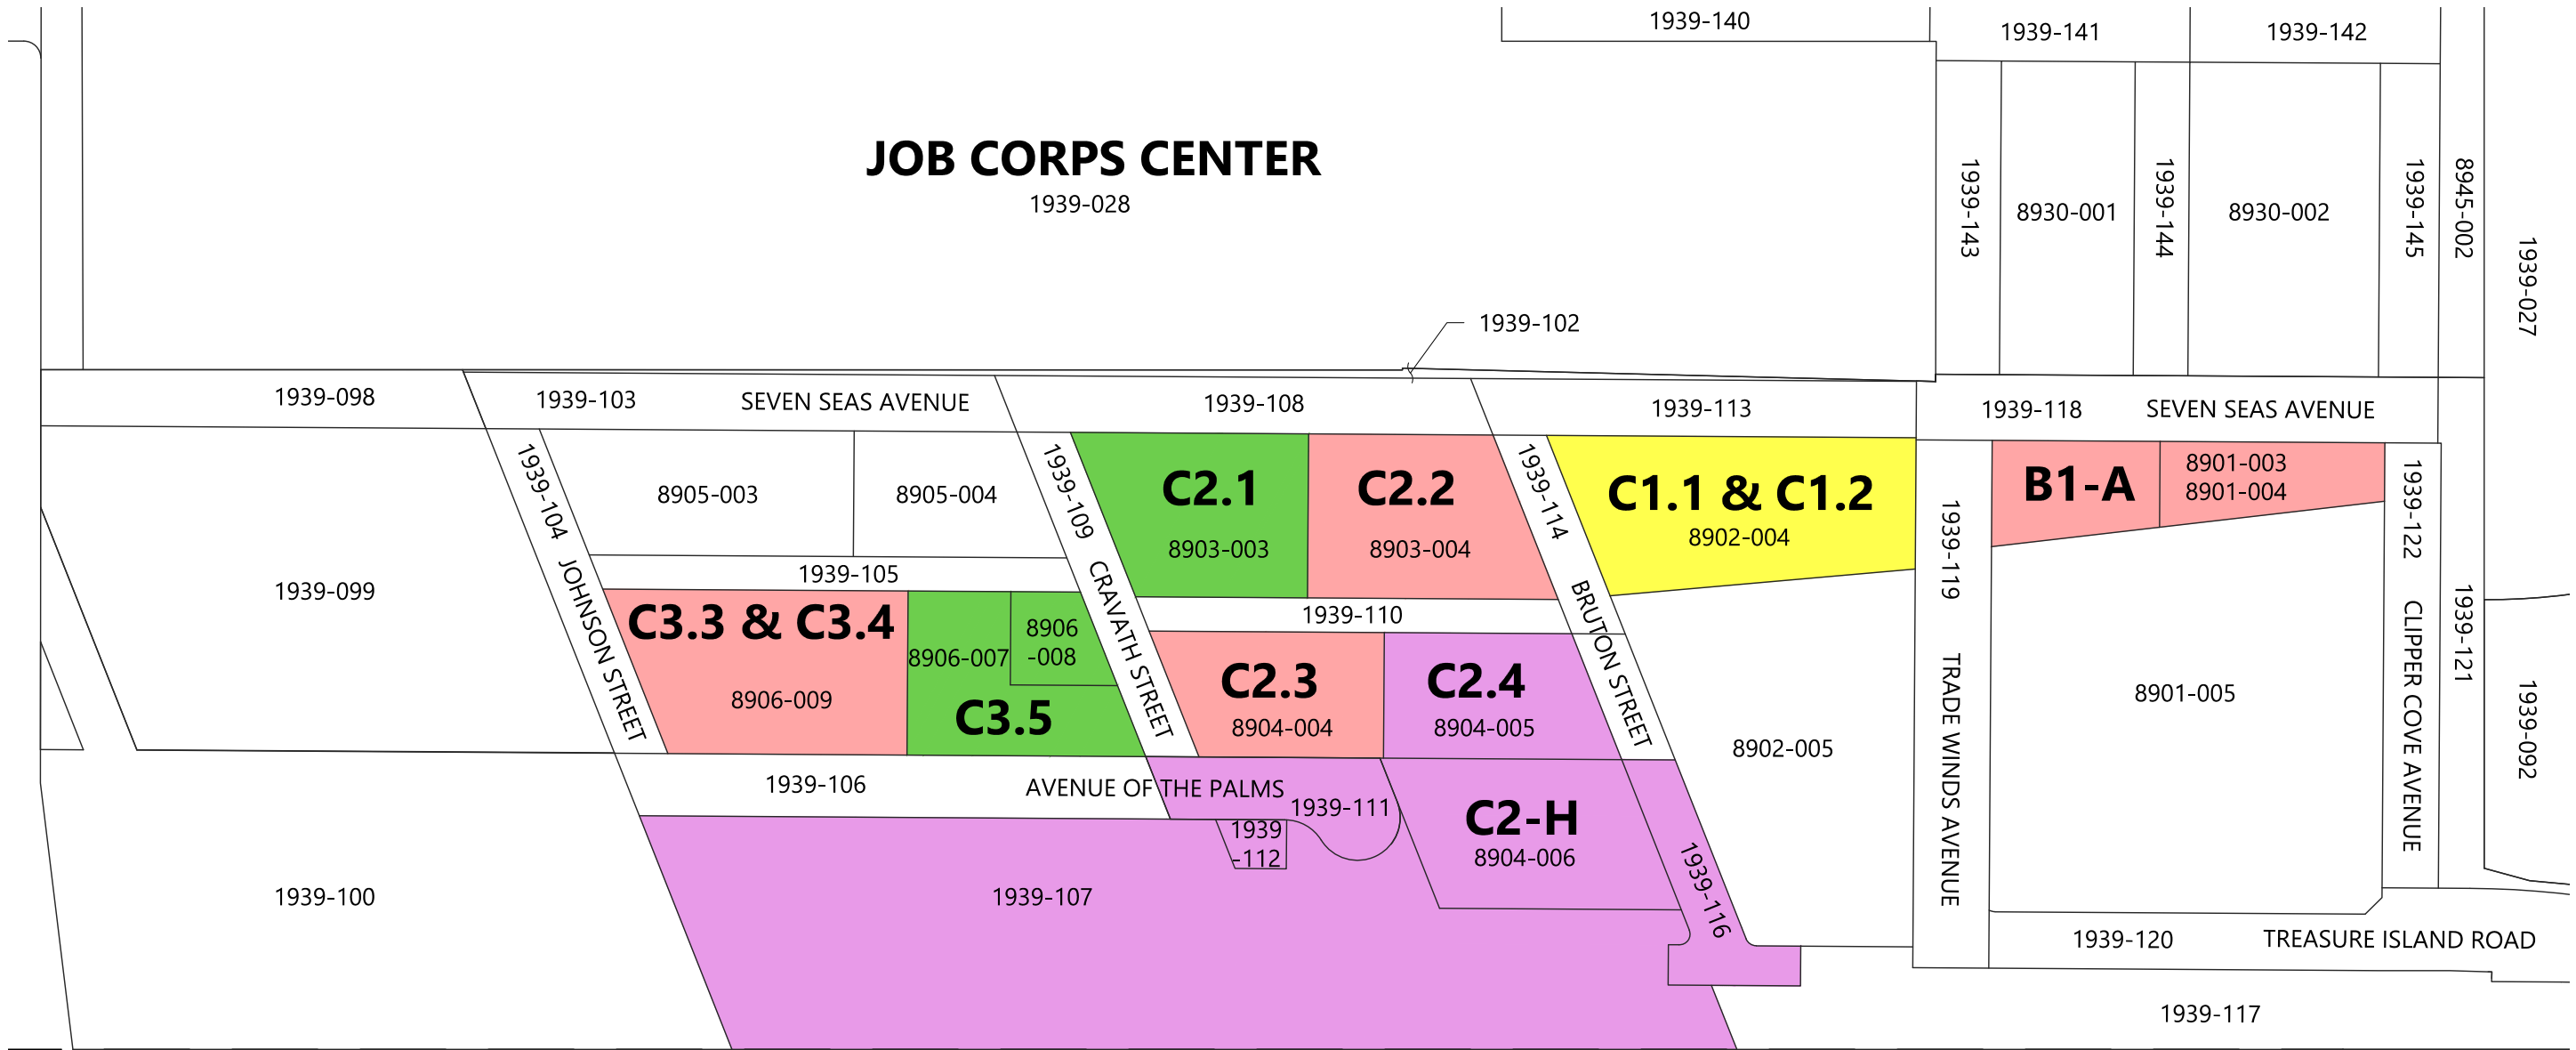 1939-140
1939-141
1939-142
JOB CORPS CENTER
1939-028
1939-143
8930-001
1939-144
8930-002
1939-145
8945-002
1939-027
1939-102
1939-098
1939-103
SEVEN SEAS AVENUE
1939-108
1939-113
1939-118
SEVEN SEAS AVENUE
1939-104
JOHNSON STREET
8905-003
8905-004
1939-109
CRAVATH STREET
C2.1
8903-003
C2.2
8903-004
1939-114
BRUTON STREET
C1.1 & C1.2
8902-004
1939-119
TRADE WINDS AVENUE
B1-A
8901-003
8901-004
1939-122
CLIPPER COVE AVENUE
1939-121
1939-099
1939-105
C3.3 & C3.4
8906-009
8906-007
8906
-008
C3.5
1939-110
C2.3
8904-004
C2.4
8904-005
8902-005
8901-005
1939-092
1939-106
AVENUE OF THE PALMS
1939-111
1939
-112
C2-H
8904-006
1939-116
1939-100
1939-107
1939-120
TREASURE ISLAND ROAD
1939-117